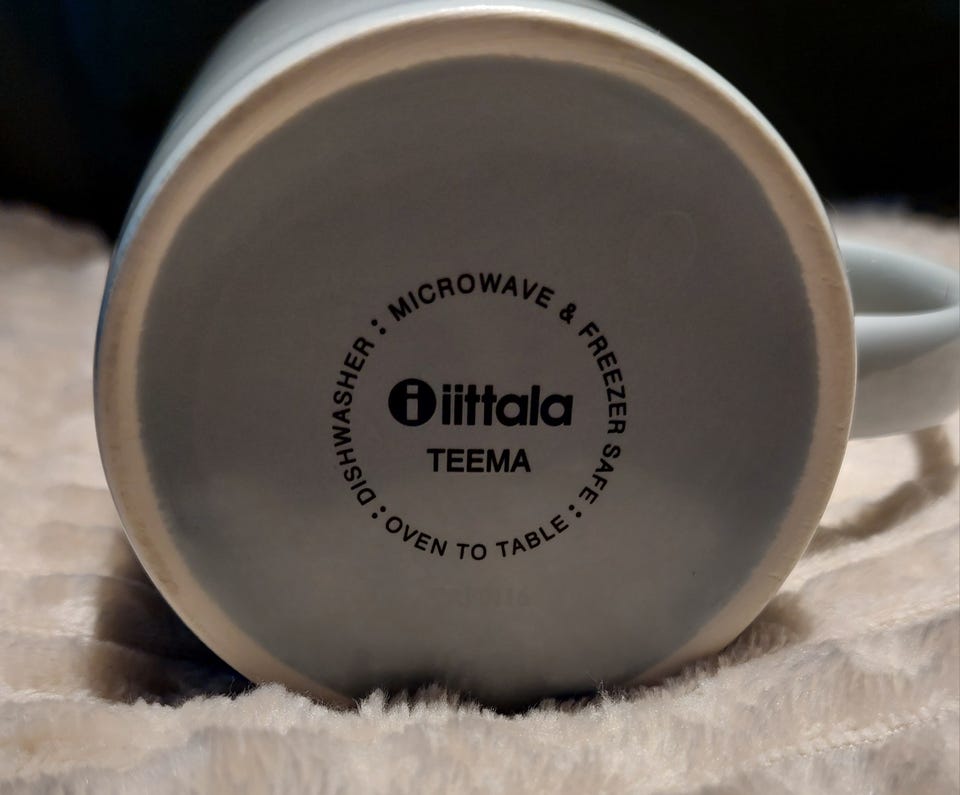 DISHWASHER : MICROWAVE & FREEZER SAFE : OVEN TO TABLE :
i iittala
TEEMA